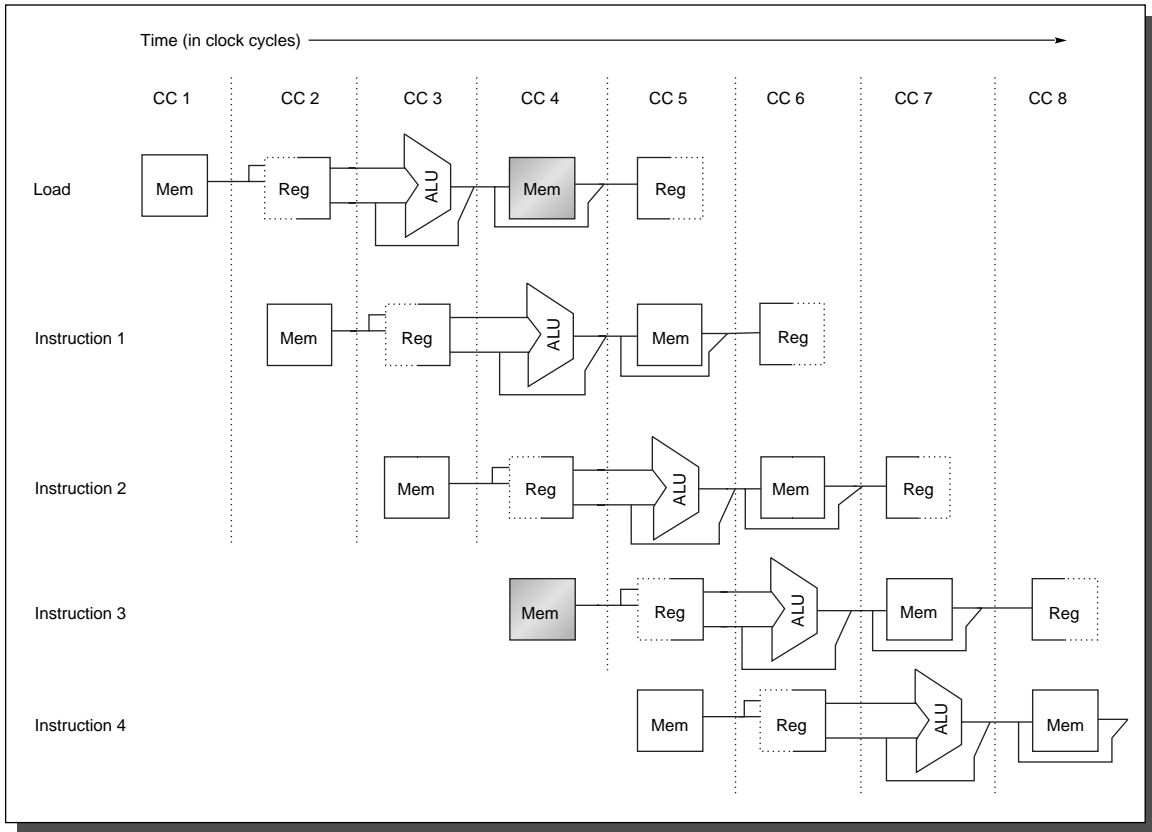 Time (in clock cycles)
CC 1 CC 2 CC 3 CC 4 CC 5 CC 6 CC 7 CC 8
Load Mem Reg ALU Mem Reg
Instruction 1 Mem Reg ALU Mem Reg
Instruction 2 Mem Reg ALU Mem Reg
Instruction 3 Mem Reg ALU Mem Reg
Instruction 4 Mem Reg ALU Mem